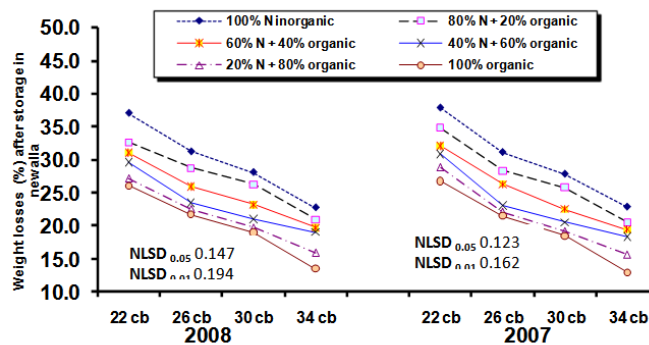 50.0
45.0
40.0
35.0
30.0
25.0
20.0
15.0
10.0
Weight losses (%) after storage in
newalla
100% N inorganic
80% N + 20% organic
60% N + 40% organic
40% N + 60% organic
20% N + 80% organic
100% organic
NLSD 0.05 0.147
NLSD 0.01 0.194
NLSD 0.05 0.123
NLSD 0.01 0.162
22 cb 26 cb 30 cb 34 cb 22 cb 26 cb 30 cb 34 cb
2008 2007